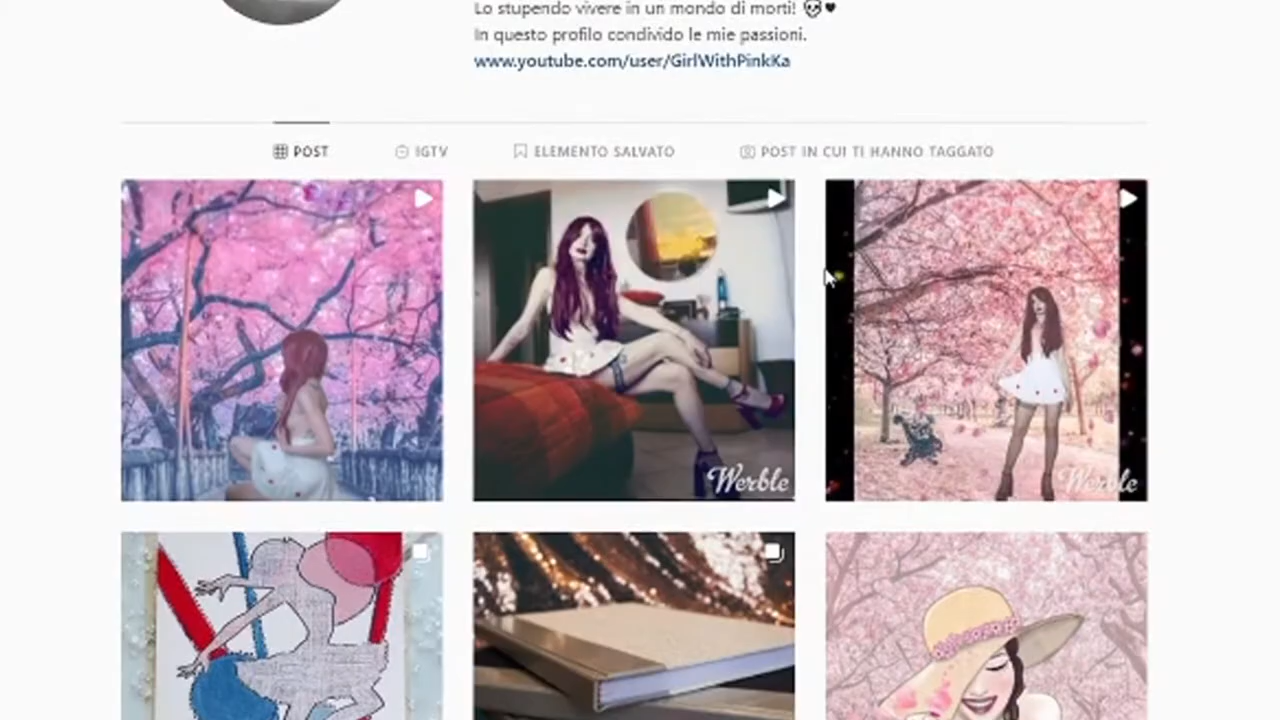 Lo stupendo vivere in un mondo di morti! 💀♥
In questo profilo condivido le mie passioni.
www.youtube.com/user/GirlWithPinkKa
POST
IGTV
ELEMENTO SALVATO
POST IN CUI TI HANNO TAGGATO
Werble
Werble